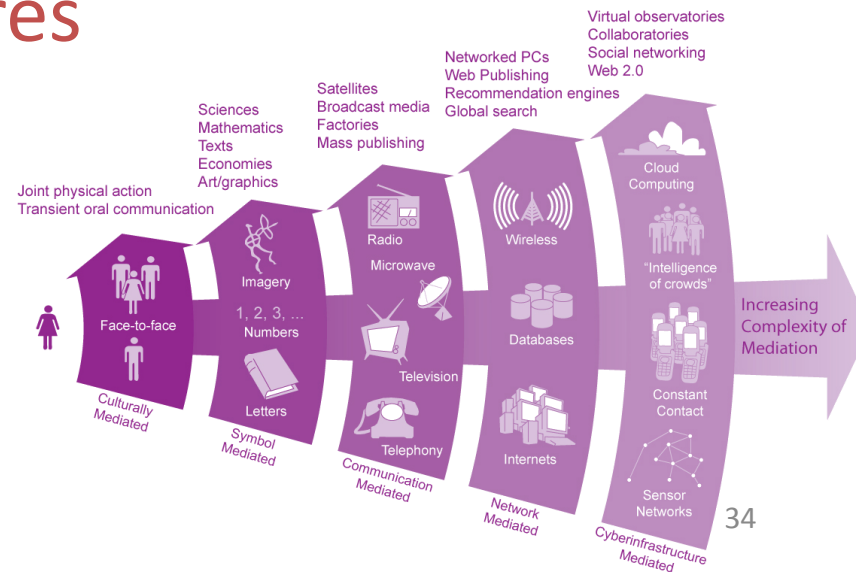 res
Joint physical action
Transient oral communication
Face-to-face
Culturally
Mediated
Sciences
Mathematics
Texts
Economies
Art/graphics
Imagery
1, 2, 3, ...
Numbers
Letters
Symbol
Mediated
Satellites
Broadcast media
Factories
Mass publishing
Radio
Microwave
Television
Telephony
Communication
Mediated
Networked PCs
Web Publishing
Recommendation engines
Global search
Wireless
Databases
Internets
Network
Mediated
Virtual observatories
Collaboratories
Social networking
Web 2.0
Cloud
Computing
"Intelligence
of crowds"
Constant
Contact
Sensor
Networks
Cyberinfrastructure
Mediated
Increasing
Complexity of
Mediation
34